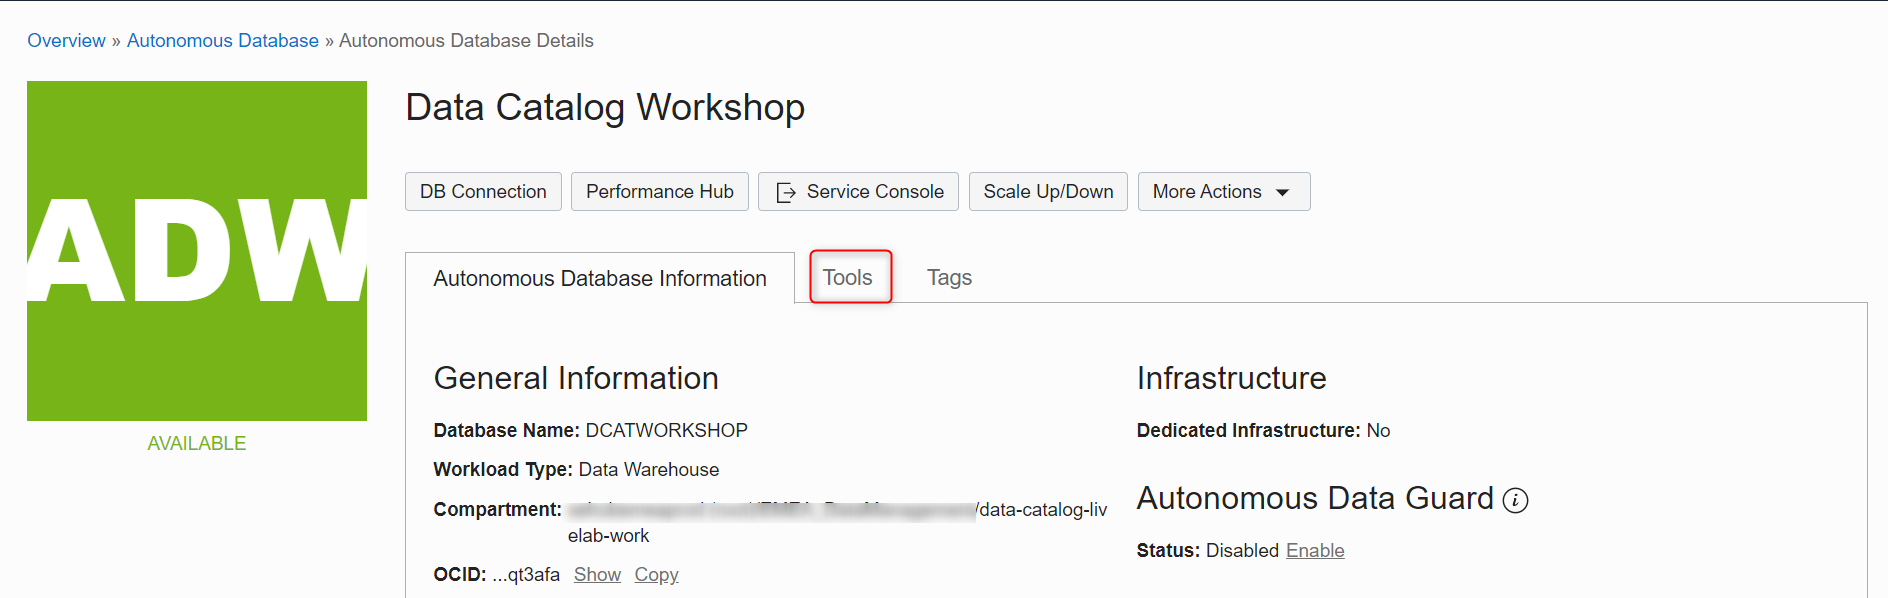 Overview » Autonomous Database » Autonomous Database Details
ADW
AVAILABLE
Data Catalog Workshop
DB Connection Performance Hub Service Console Scale Up/Down More Actions
Autonomous Database Information Tools Tags
General Information
Database Name: DCATWORKSHOP
Workload Type: Data Warehouse
Compartment: /data-catalog-liv
elab-work
OCID: ...qt3afa Show Copy
Infrastructure
Dedicated Infrastructure: No
Autonomous Data Guard i
Status: Disabled Enable